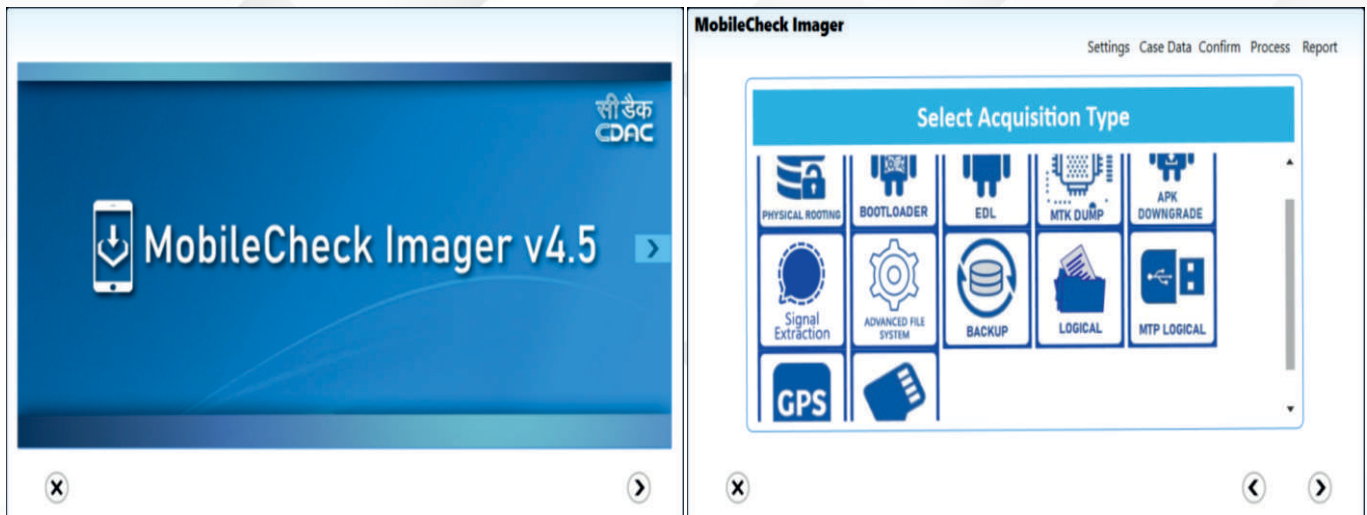 सी डैक
CDAC
MobileCheck Imager v4.5
MobileCheck Imager
Settings Case Data Confirm Process Report
Select Acquisition Type
PHYSICAL ROOTING
BOOTLOADER
EDL
MTK DUMP
APK
DOWNGRADE
Signal
Extraction
ADVANCED FILE
SYSTEM
BACKUP
LOGICAL
MTP LOGICAL
GPS